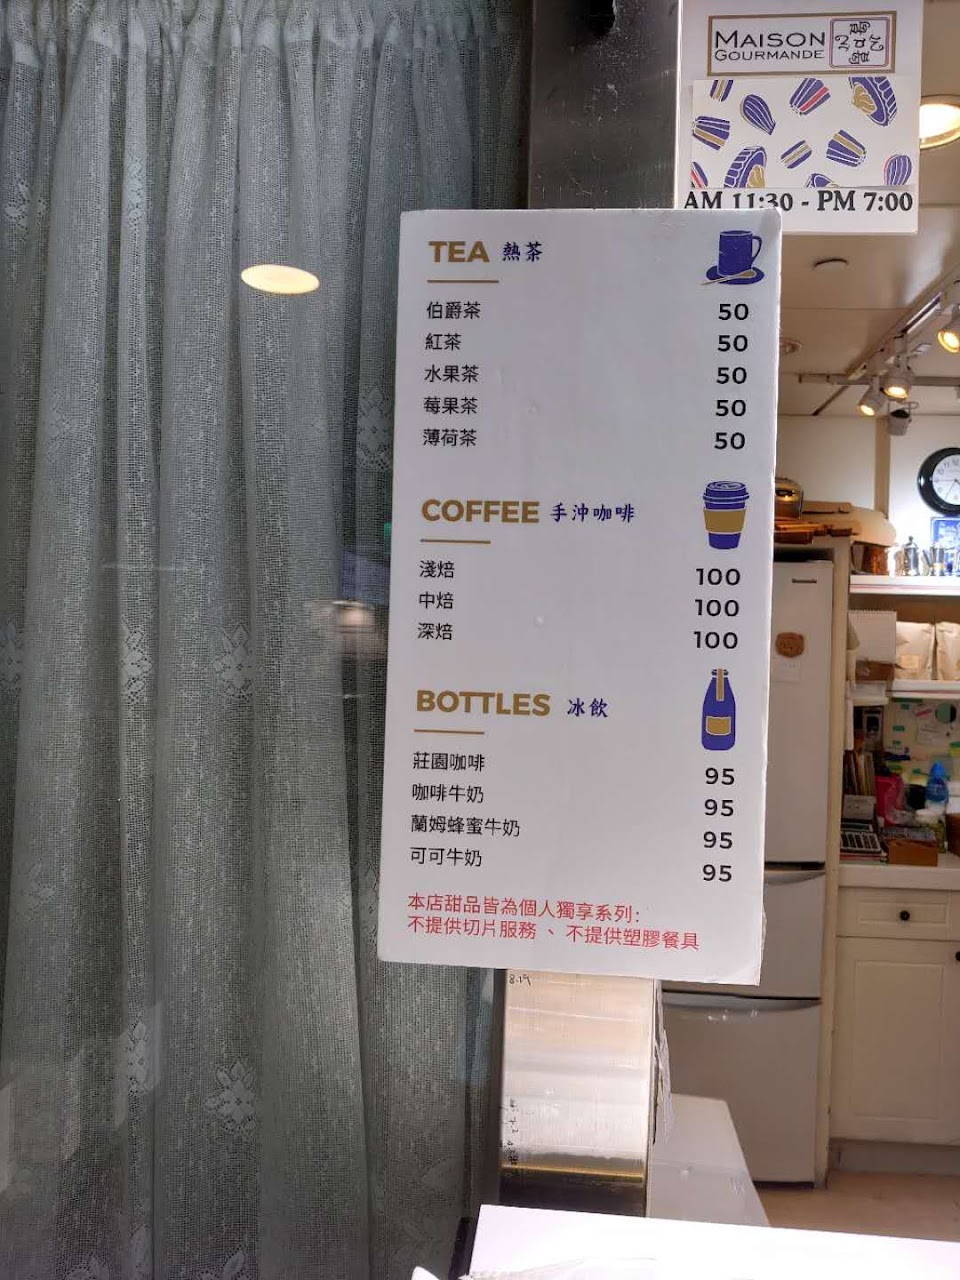 MAISON
GOURMANDE
AM 11:30 - PM 7:00
TEA 熱茶
伯爵茶 50
紅茶 50
水果茶 50
莓果茶 50
薄荷茶 50
COFFEE 手沖咖啡
淺焙 100
中焙 100
深焙 100
BOTTLES 冰飲
莊園咖啡 95
咖啡牛奶 95
蘭姆蜂蜜牛奶 95
可可牛奶 95
本店甜品皆為個人獨享系列：
不提供切片服務、不提供塑膠餐具
8.19